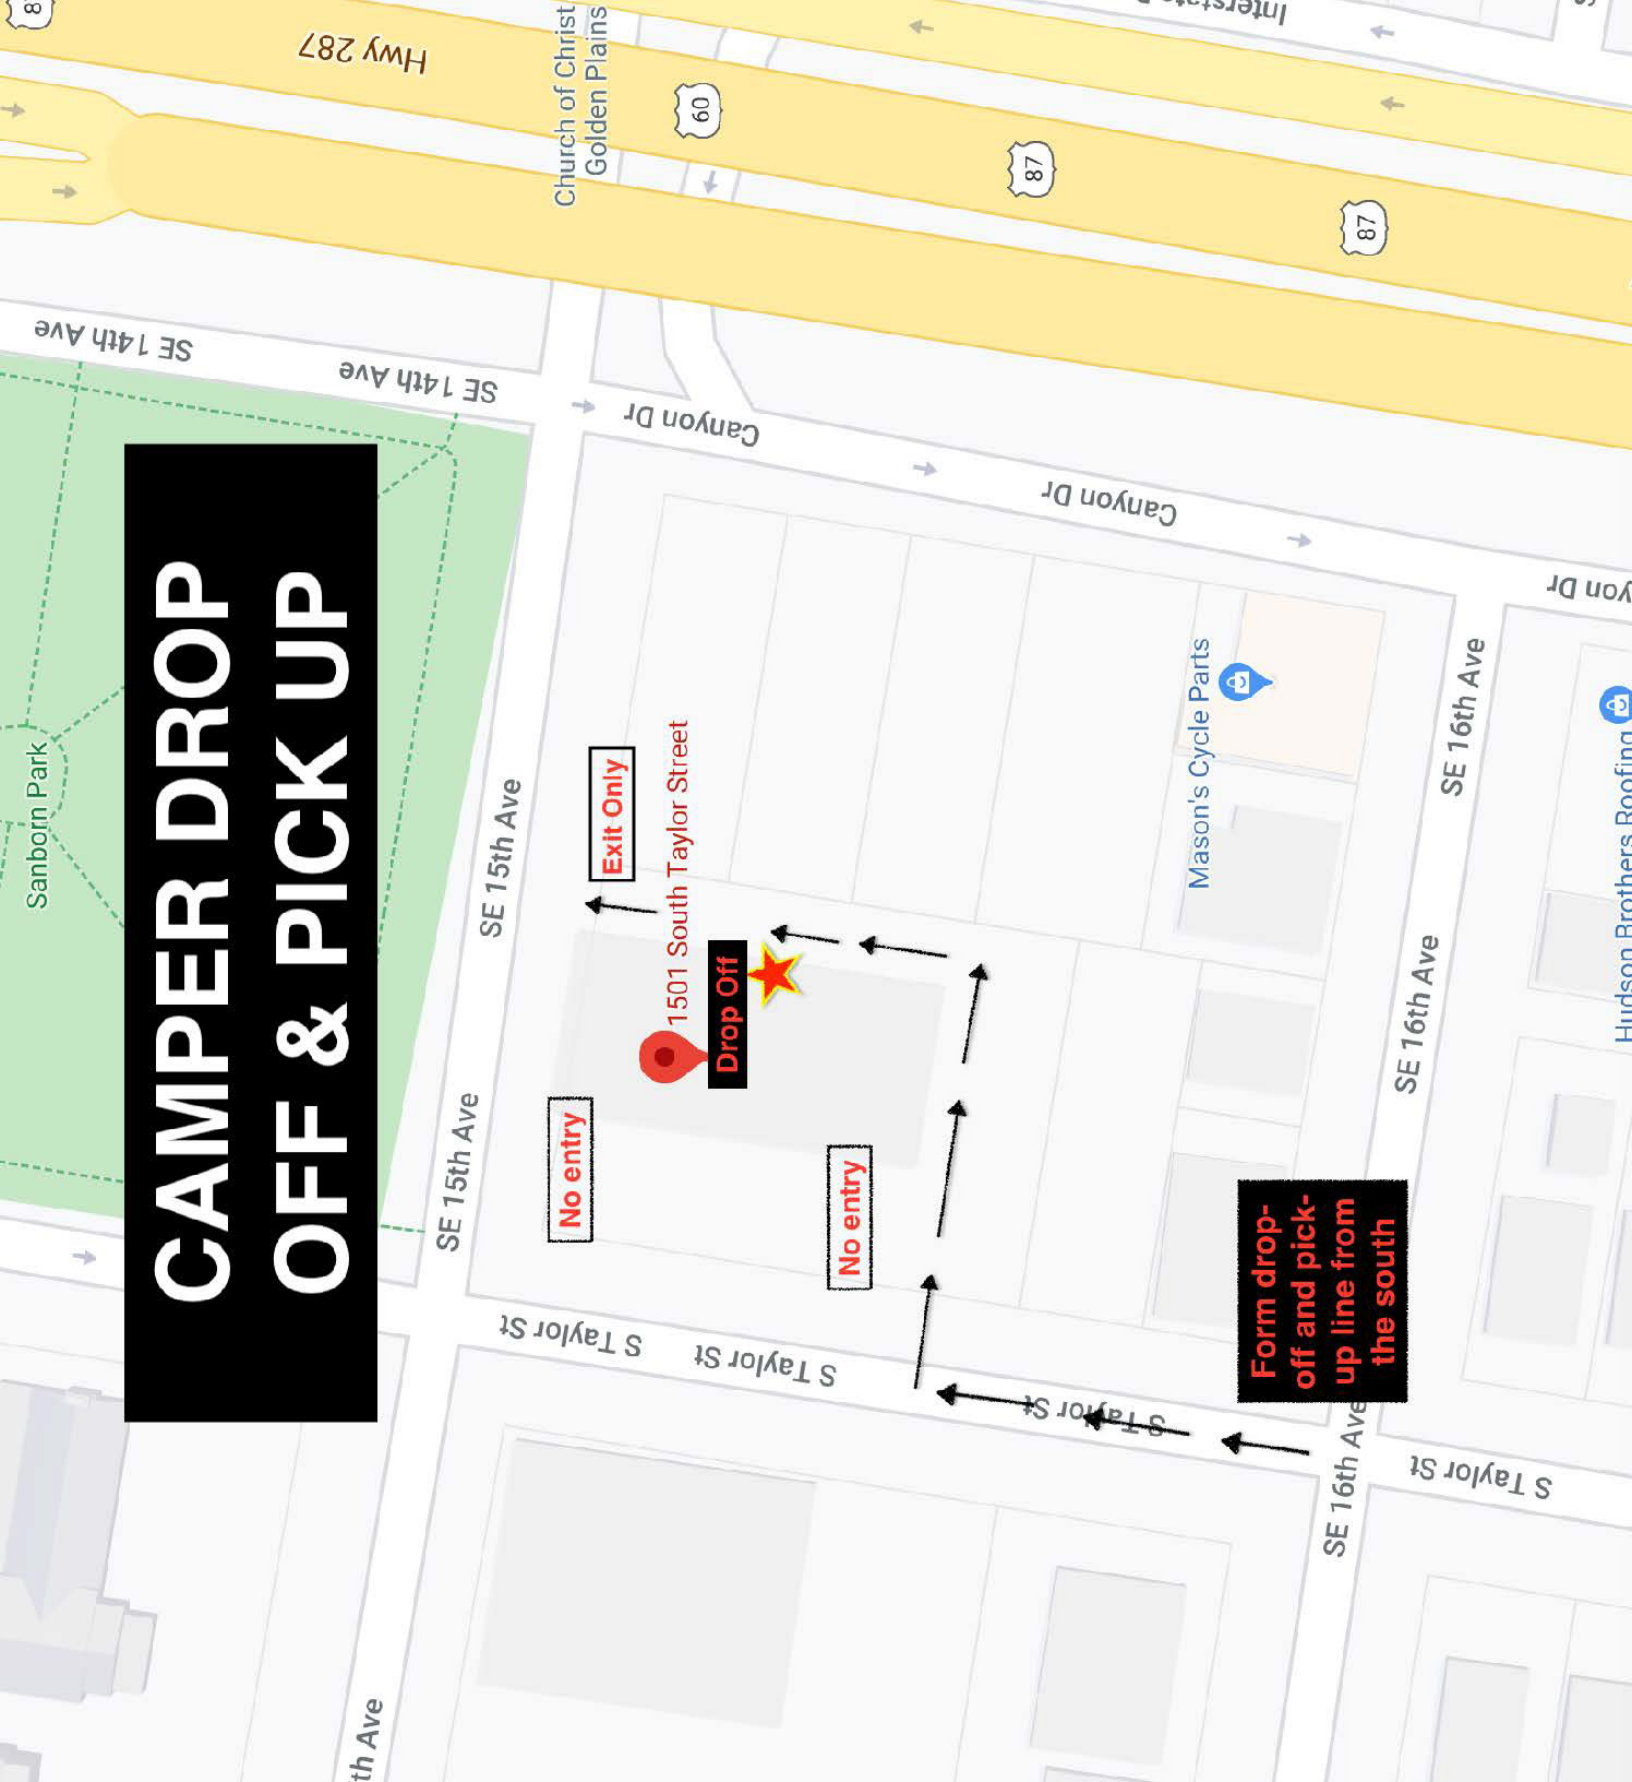 CAMPER DROP
OFF & PICK UP
Sanborn Park
SE 14th Ave
SE 14th Ave
Hwy 287
Church of Christ
Golden Plains
60
87
87
Canyon Dr
Canyon Dr
SE 15th Ave
SE 15th Ave
Exit Only
1501 South Taylor Street
Drop Off
No entry
No entry
Mason's Cycle Parts
SE 16th Ave
SE 16th Ave
SE 16th Ave
Hudson Brothers Roofing
Form drop-
off and pick-
up line from
the south
S Taylor St
S Taylor St
S Taylor St
S Taylor St